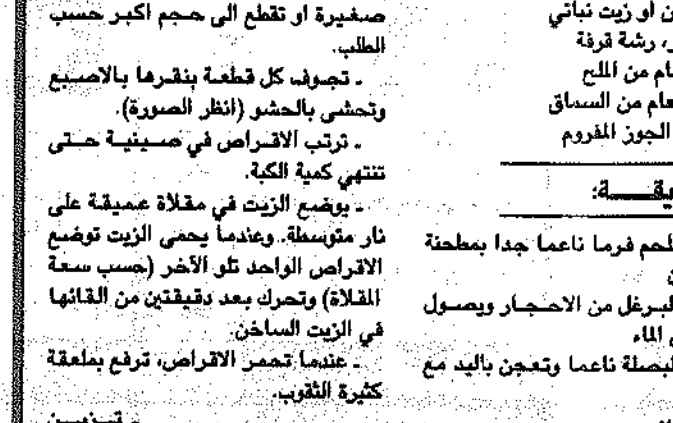 ن او زيت نباتي
، رشة قرفة
ام من الملح
عام من السماق
الجوز المفروم
يقــــة:
لحم فرما ناعما جدا بمطحنة
ن
لبرغل من الاحجار ويصول
الماء
لبصلة ناعما وتعجن باليد مع
صغيرة او تقطع الى حجم اكبر حسب
الطلب.
ـ تجوف كل قطعة بنقرها بالاصبع
وتحشى بالحشو (انظر الصورة).
ـ ترتب الاقراص في صينية حتى
تنتهي كمية الكبة.
ـ يوضع الزيت في مقلاة عميقة على
نار متوسطة. وعندما يحمى الزيت توضع
الاقراص الواحد تلو الآخر (حسب سعة
المقلاة) وتحرك بعد دقيقتين من القائها
في الزيت الساخن.
ـ عندما تحمر الاقراص، ترفع بملعقة
كثيرة الثقوب.